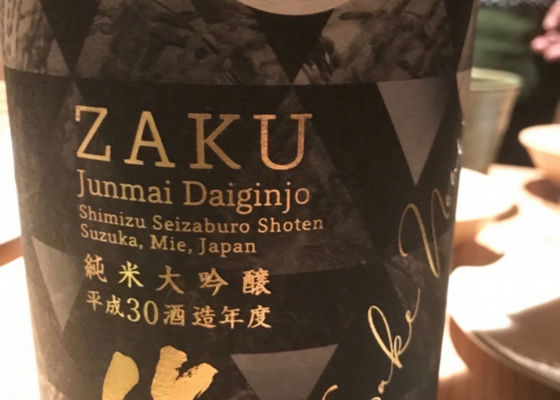 ZAKU
Junmai Daiginjo
Shimizu Seizaburo Shoten
Suzuka, Mie, Japan
純米大吟醸
平成30酒造年度